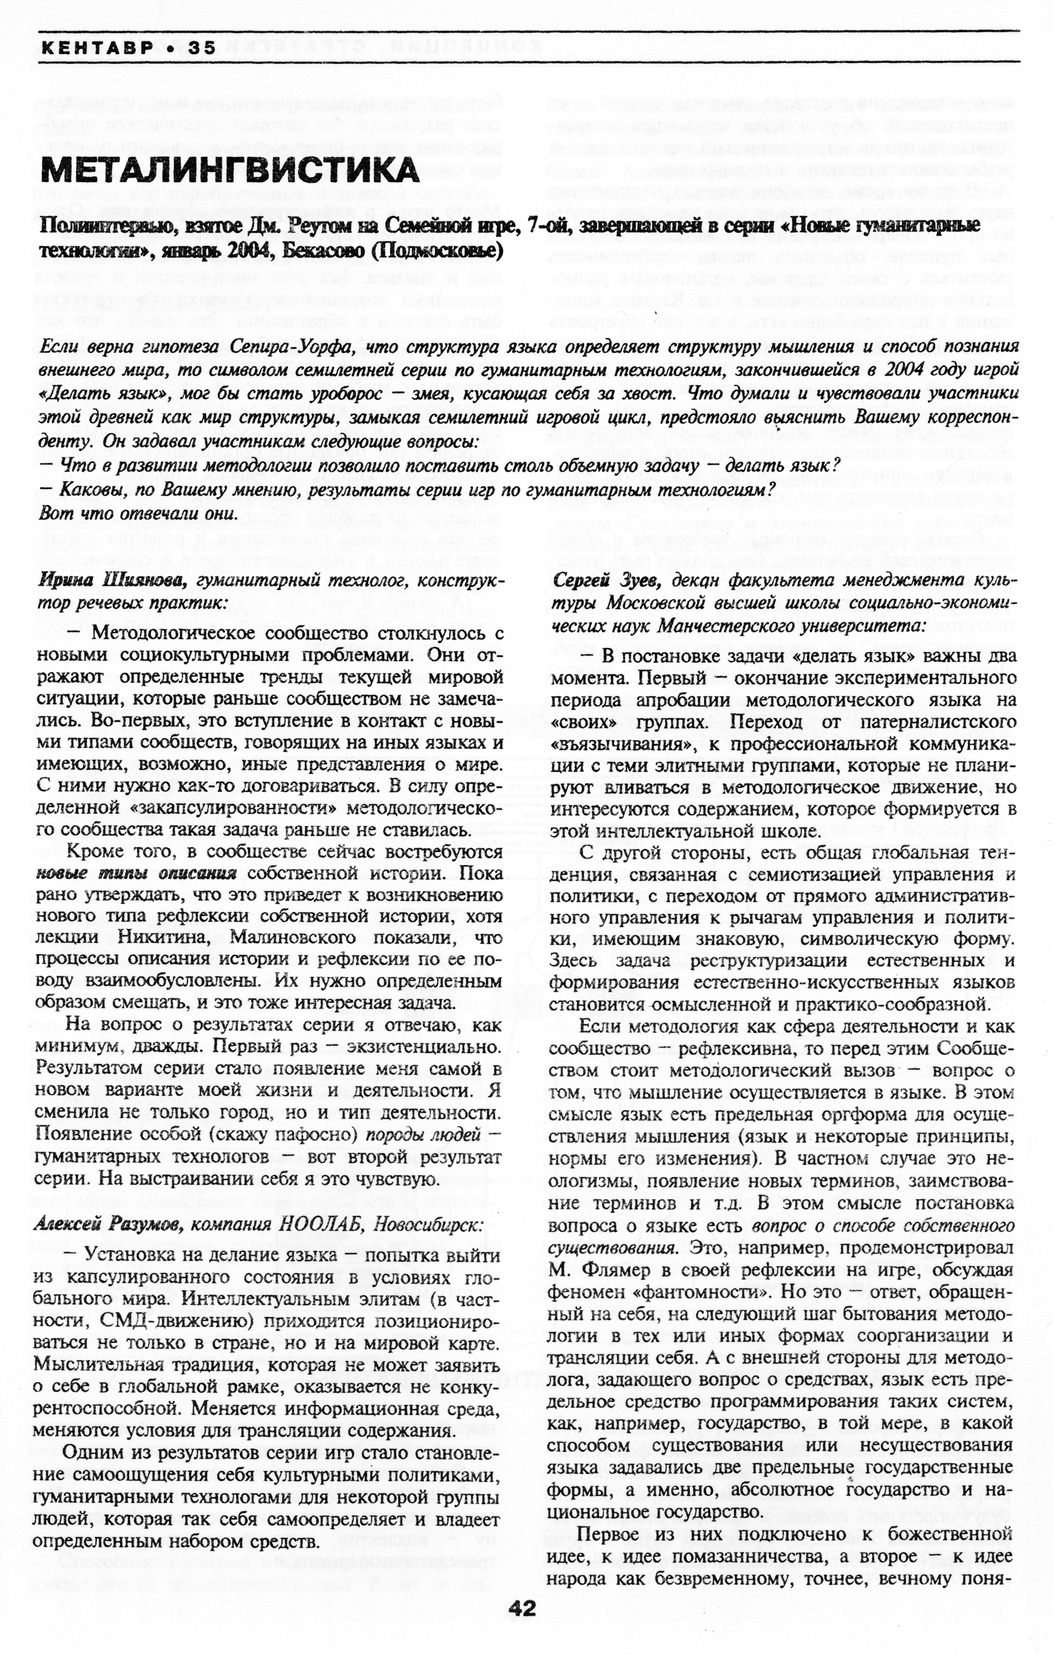 КЕНТАВР • 35
МЕТАЛИНГВИСТИКА
Полиинтервью, взятое Дм. Реутом на Семейной игре, 7-ой, завершающей в серии «Новые гуманитарные
технологии», январь 2004, Бекасово (Подмосковье)
Если верна гипотеза Сепира-Уорфа, что структура языка определяет структуру мышления и способ познания
внешнего мира, то символом семилетней серии по гуманитарным технологиям, закончившейся в 2004 году игрой
«Делать язык», мог бы стать уроборос — змея, кусающая себя за хвост. Что думали и чувствовали участники
этой древней как мир структуры, замыкая семилетний игровой цикл, предстояло выяснить Вашему корреспон-
денту. Он задавал участникам следующие вопросы:
— Что в развитии методологии позволило поставить столь объемную задачу — делать язык?
— Каковы, по Вашему мнению, результаты серии игр по гуманитарным технологиям?
Вот что отвечали они.
Ирина Шиянова, гуманитарный технолог, конструк-
тор речевых практик:
— Методологическое сообщество столкнулось с
новыми социокультурными проблемами. Они от-
ражают определенные тренды текущей мировой
ситуации, которые раньше сообществом не замеча-
лись. Во-первых, это вступление в контакт с новы-
ми типами сообществ, говорящих на иных языках и
имеющих, возможно, иные представления о мире.
С ними нужно как-то договариваться. В силу опре-
деленной «закапсулированности» методологическо-
го сообщества такая задача раньше не ставилась.
Кроме того, в сообществе сейчас востребуются
новые типы описания собственной истории. Пока
рано утверждать, что это приведет к возникновению
нового типа рефлексии собственной истории, хотя
лекции Никитина, Малиновского показали, что
процессы описания истории и рефлексии по ее по-
воду взаимообусловлены. Их нужно определенным
образом смещать, и это тоже интересная задача.
На вопрос о результатах серии я отвечаю, как
минимум, дважды. Первый раз — экзистенциально.
Результатом серии стало появление меня самой в
новом варианте моей жизни и деятельности. Я
сменила не только город, но и тип деятельности.
Появление особой (скажу пафосно) породы людей —
гуманитарных технологов — вот второй результат
серии. На выстраивании себя я это чувствую.
Алексей Разумов, компания НООЛАБ, Новосибирск:
— Установка на делание языка — попытка выйти
из капсулированного состояния в условиях гло-
бального мира. Интеллектуальным элитам (в част-
ности, СМД-движению) приходится позициониро-
ваться не только в стране, но и на мировой карте.
Мыслительная традиция, которая не может заявить
о себе в глобальной рамке, оказывается не конку-
рентоспособной. Меняется информационная среда,
меняются условия для трансляции содержания.
Одним из результатов серии игр стало становле-
ние самоощущения себя культурными политиками,
гуманитарными технологами для некоторой группы
людей, которая так себя самоопределяет и владеет
определенным набором средств.
Сергей Зуев, декан факультета менеджмента куль-
туры Московской высшей школы социально-экономи-
ческих наук Манчестерского университета:
— В постановке задачи «делать язык» важны два
момента. Первый — окончание экспериментального
периода апробации методологического языка на
«своих» группах. Переход от патерналистского
«въязычивания», к профессиональной коммуника-
ции с теми элитными группами, которые не плани-
руют вливаться в методологическое движение, но
интересуются содержанием, которое формируется в
этой интеллектуальной школе.
С другой стороны, есть общая глобальная тен-
денция, связанная с семиотизацией управления и
политики, с переходом от прямого административ-
ного управления к рычагам управления и полити-
ки, имеющим знаковую, символическую форму.
Здесь задача реструктуризации естественных и
формирования естественно-искусственных языков
становится осмысленной и практико-сообразной.
Если методология как сфера деятельности и как
сообщество — рефлексивна, то перед этим Сообще-
ством стоит методологический вызов — вопрос о
том, что мышление осуществляется в языке. В этом
смысле язык есть предельная оргформа для осуще-
ствления мышления (язык и некоторые принципы,
нормы его изменения). В частном случае это не-
ологизмы, появление новых терминов, заимствова-
ние терминов и т.д. В этом смысле постановка
вопроса о языке есть вопрос о способе собственного
существования. Это, например, продемонстрировал
М. Флямер в своей рефлексии на игре, обсуждая
феномен «фантомности». Но это — ответ, обращен-
ный на себя, на следующий шаг бытования методо-
логии в тех или иных формах соорганизации и
трансляции себя. А с внешней стороны для методо-
лога, задающего вопрос о средствах, язык есть пре-
дельное средство программирования таких систем,
как, например, государство, в той мере, в какой
способом существования или несуществования
языка задавались две предельные государственные
формы, а именно, абсолютное государство и на-
циональное государство.
Первое из них подключено к божественной
идее, к идее помазанничества, а второе — к идее
народа как безвременному, точнее, вечному поня-
42